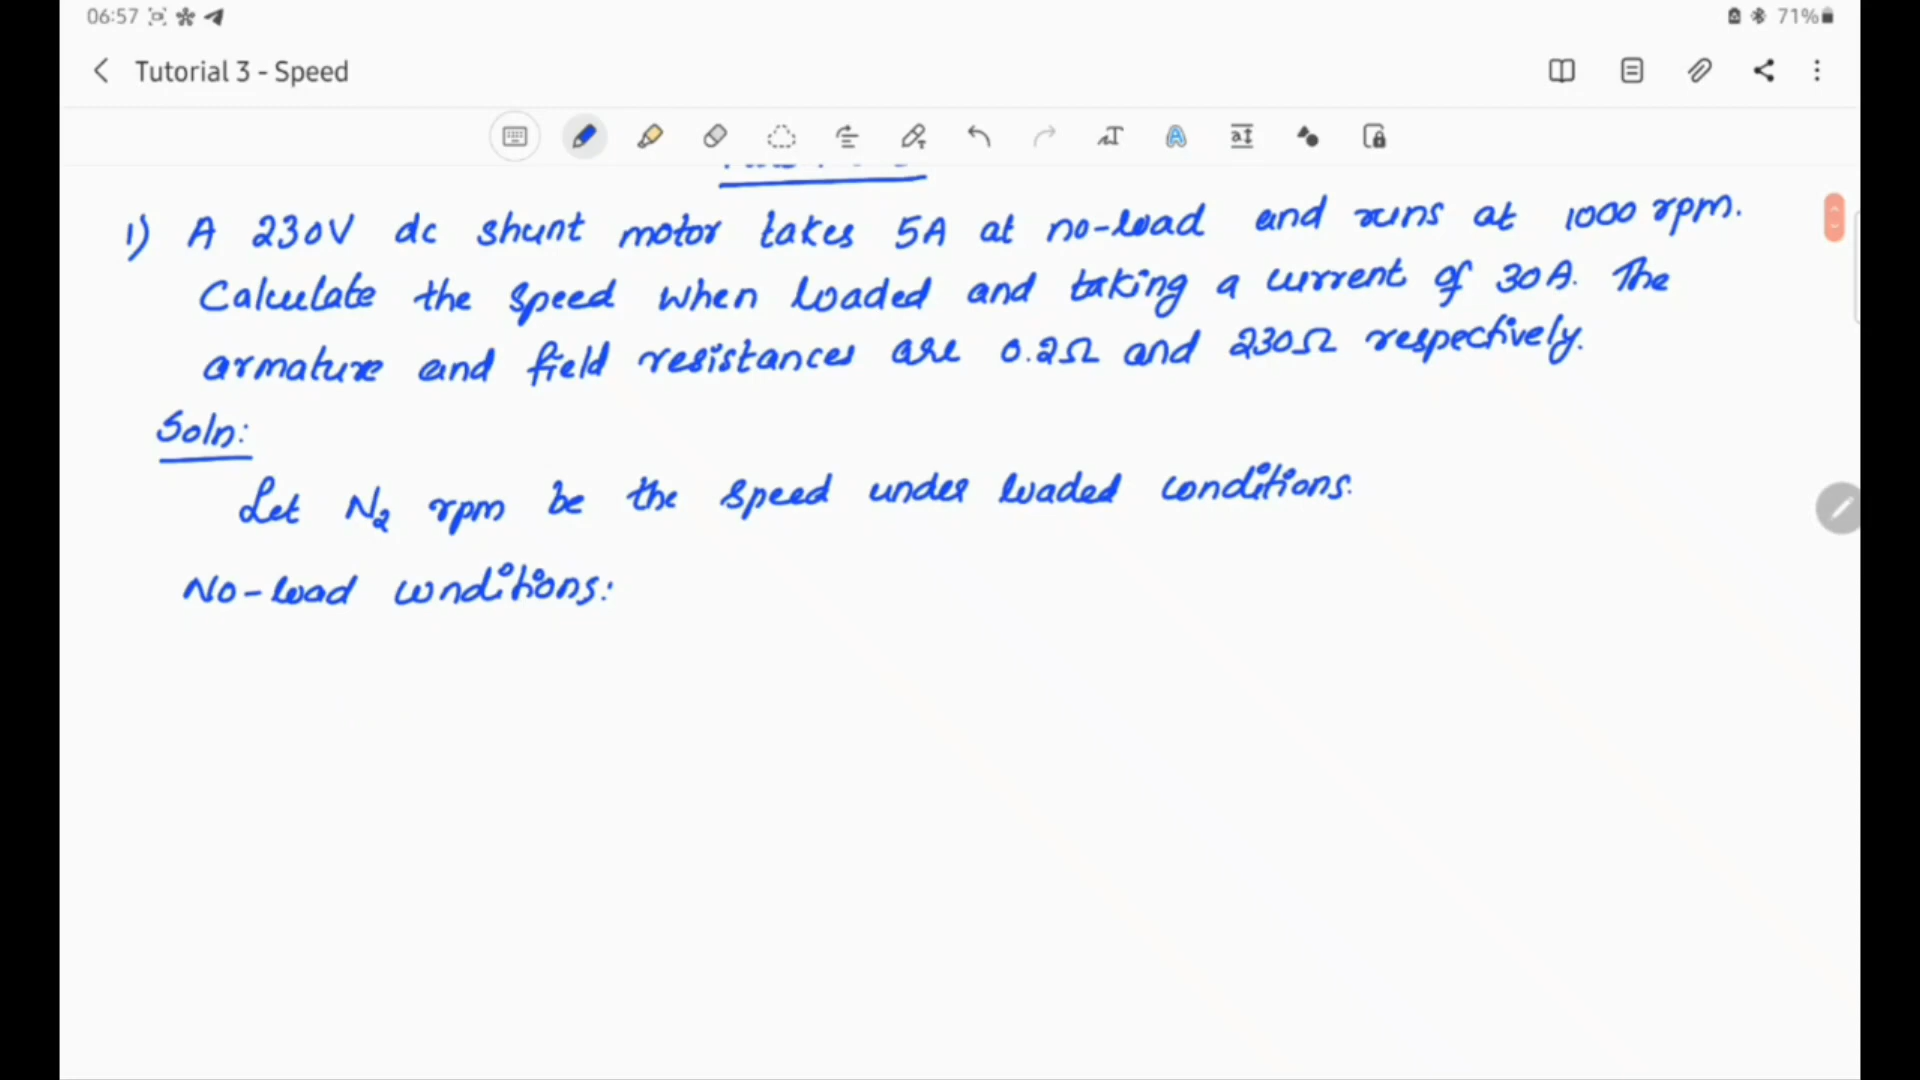 06:57
71%
Tutorial 3 - Speed
1) A 230V dc shunt motor takes 5A at no-load and runs at 1000 rpm.
Calculate the speed when loaded and taking a current of 30A. The
armature and field resistances are 0.2Ω and 230Ω respectively.
Soln:
Let N₂ rpm be the speed under loaded conditions.
No-load conditions: